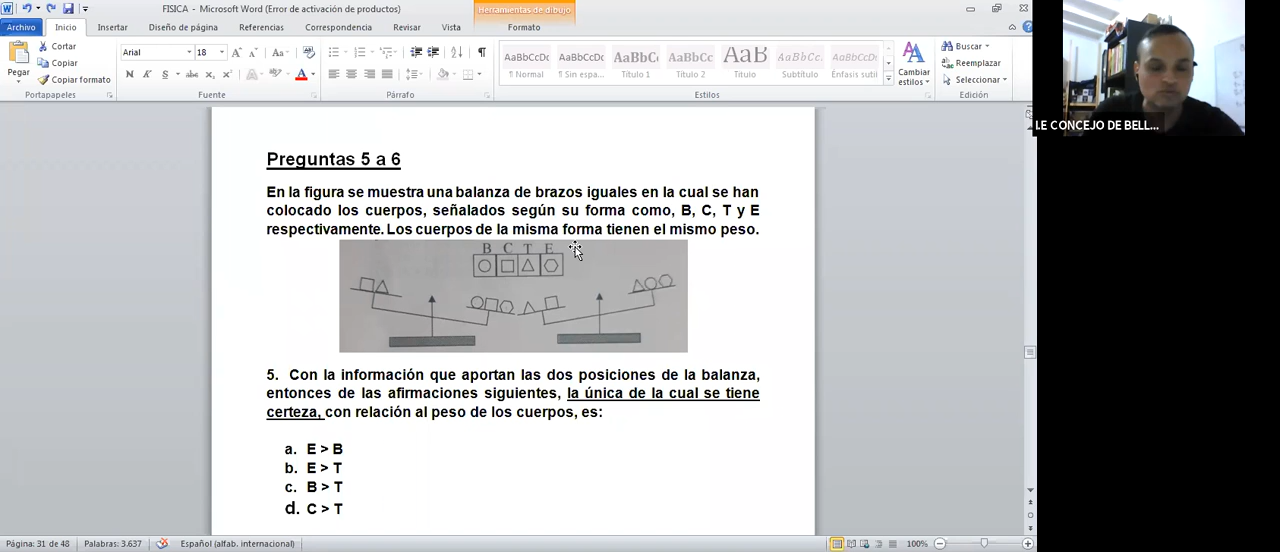 FISICA - Microsoft Word (Error de activación de productos)
Herramientas de dibujo
Archivo Inicio Insertar Diseño de página Referencias Correspondencia Revisar Vista Formato
Pegar
Cortar
Copiar
Copiar formato
Portapapeles
Arial 18
N K S abc x₂ x² A
Fuente
Párrafo
AaBbCcDc AaBbCcDc AaBbC AaBbCc AaBbCc AaB AaBbCc. AaBbCcDc
¶ Normal ¶ Sin espa... Título 1 Título 2 Título Subtítulo Énfasis sutil
Estilos
Cambiar estilos
Buscar
Reemplazar
Seleccionar
Edición
I.E CONCEJO DE BELL...
Preguntas 5 a 6
En la figura se muestra una balanza de brazos iguales en la cual se han
colocado los cuerpos, señalados según su forma como, B, C, T y E
respectivamente. Los cuerpos de la misma forma tienen el mismo peso.
B C T E
5. Con la información que aportan las dos posiciones de la balanza,
entonces de las afirmaciones siguientes, la única de la cual se tiene
certeza, con relación al peso de los cuerpos, es:
a. E > B
b. E > T
c. B > T
d. C > T
Página: 31 de 48 Palabras: 3.637 Español (alfab. internacional) 100%